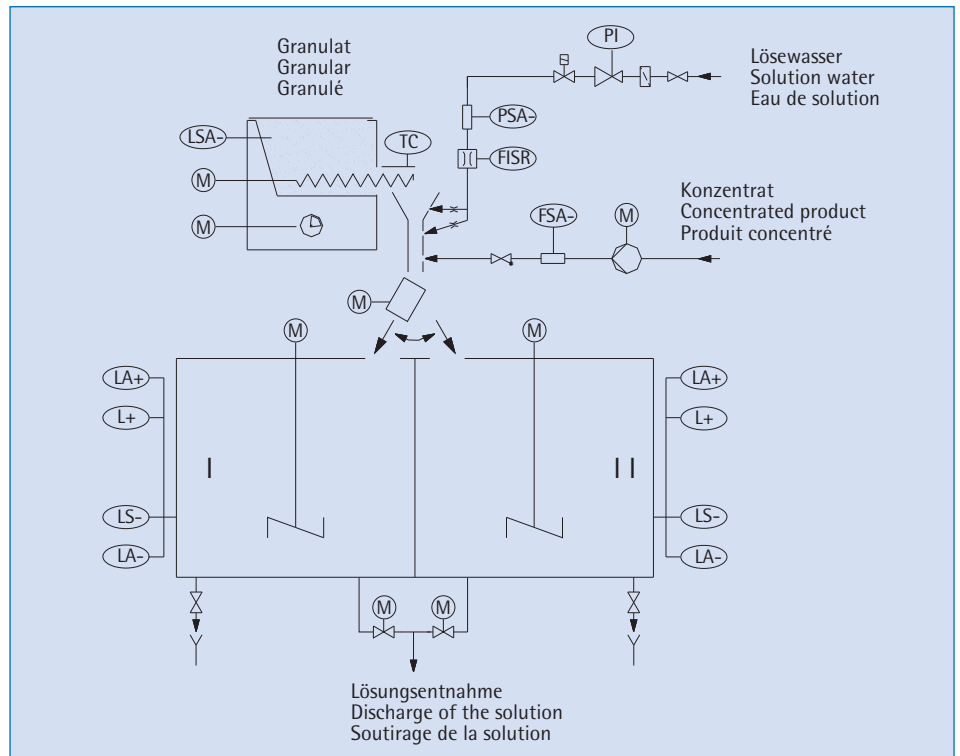 Granulat
Granular
Granulé
PI
Lösewasser
Solution water
Eau de solution
LSA-
PSA-
TC
FISR
M
M
Konzentrat
Concentrated product
Produit concentré
FSA-
M
M
M
M
LA+
L+
I
LS-
LA-
II
LA+
L+
LS-
LA-
M
M
Lösungsentnahme
Discharge of the solution
Soutirage de la solution